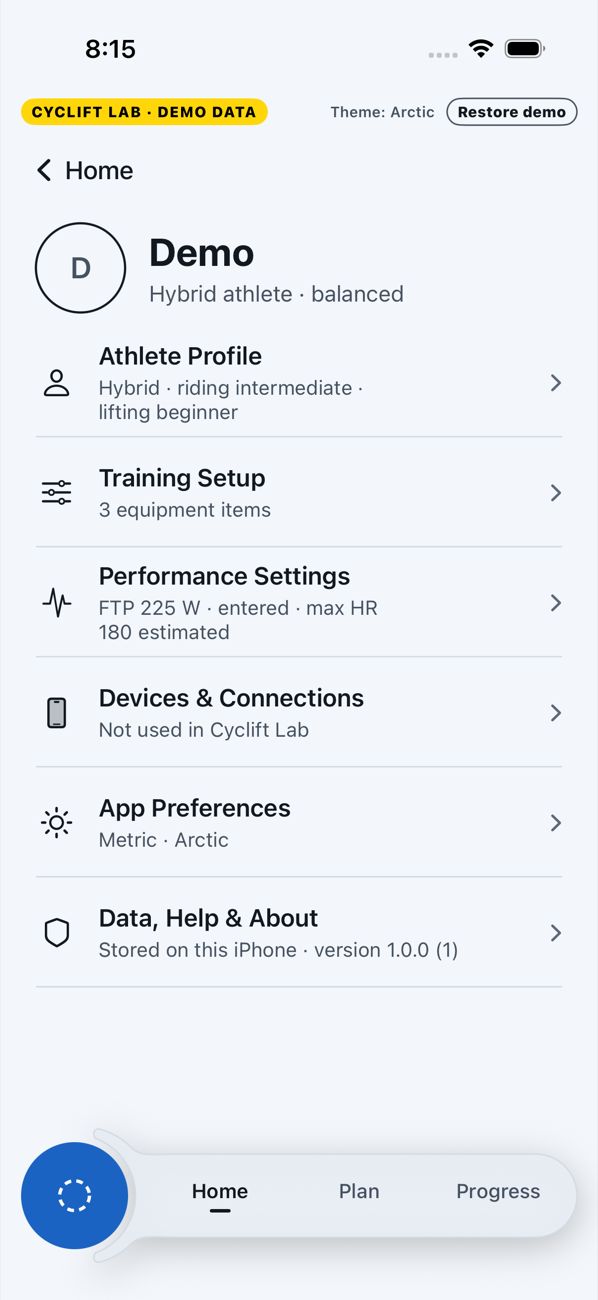 8:15
CYCLIFT LAB · DEMO DATA
Theme: Arctic
Restore demo
Home
D
Demo
Hybrid athlete · balanced
Athlete Profile
Hybrid · riding intermediate ·
lifting beginner
Training Setup
3 equipment items
Performance Settings
FTP 225 W · entered · max HR
180 estimated
Devices & Connections
Not used in Cyclift Lab
App Preferences
Metric · Arctic
Data, Help & About
Stored on this iPhone · version 1.0.0 (1)
Home
Plan
Progress